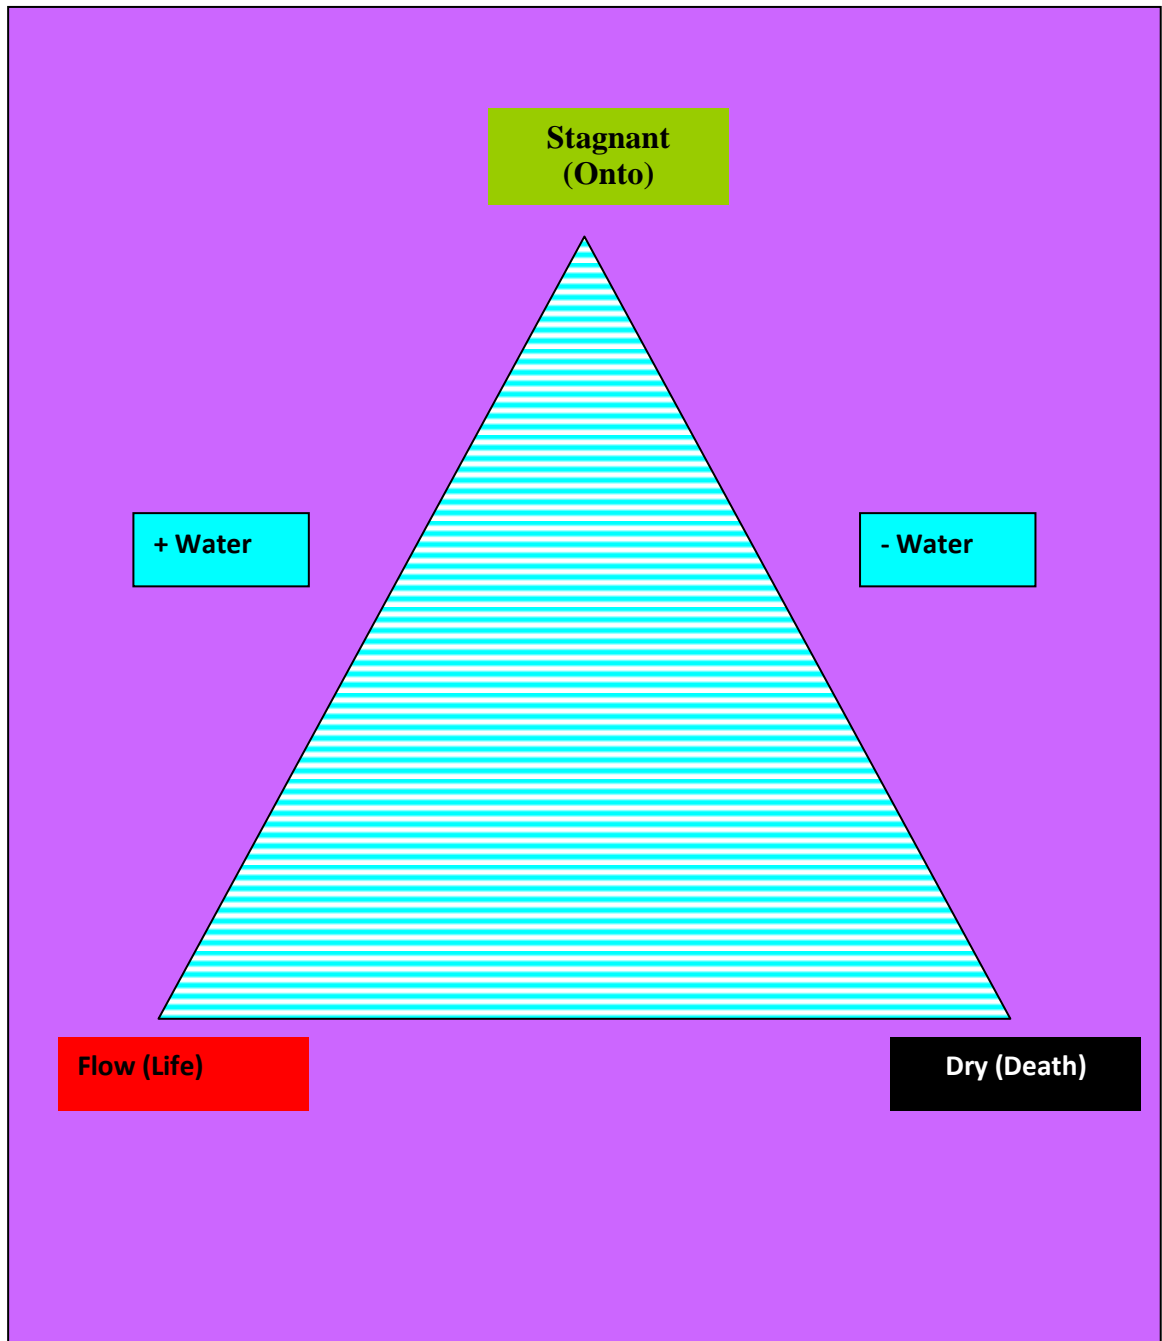 Stagnant
(Onto)
+ Water
- Water
Flow (Life)
Dry (Death)